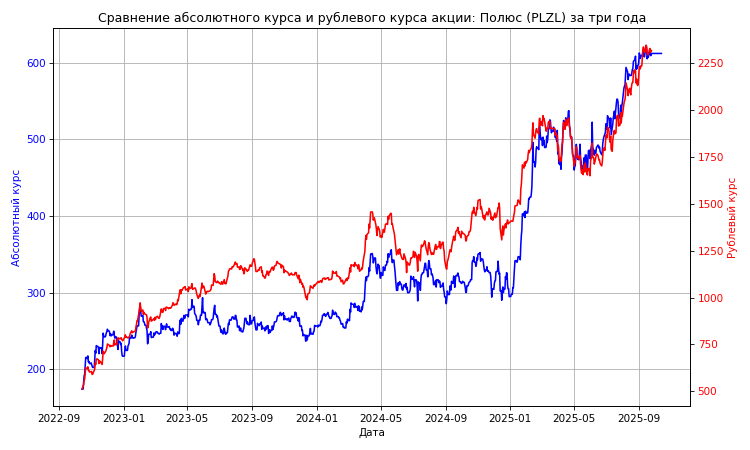 Сравнение абсолютного курса и рублевого курса акции: Полюс (PLZL) за три года
Абсолютный курс
600
500
400
300
200
2250
2000
1750
1500
1250
1000
750
500
Рублевый курс
2022-09 2023-01 2023-05 2023-09 2024-01 2024-05 2024-09 2025-01 2025-05 2025-09
Дата